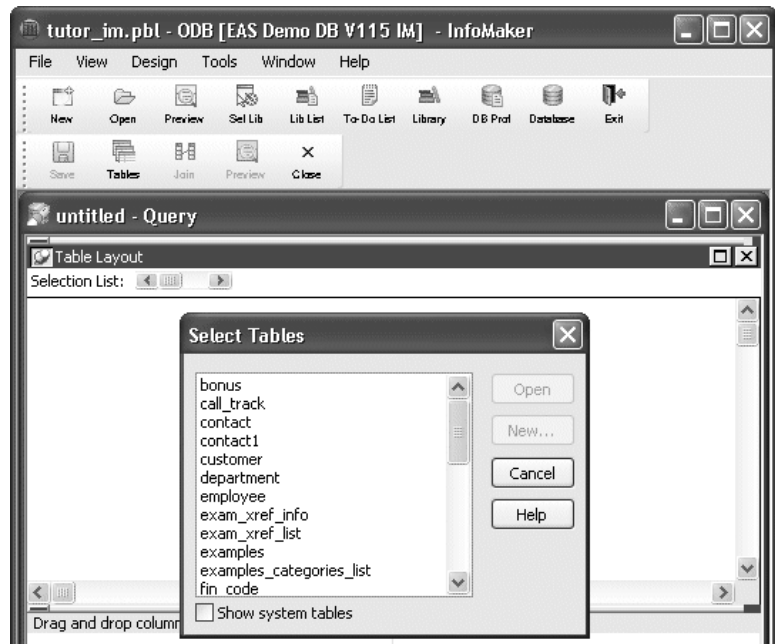 tutor_im.pbl - ODB [EAS Demo DB V115 IM] - InfoMaker
File View Design Tools Window Help
New Open Preview Sel Lib Lib List To-Do List Library DB Prof Database Exit
Save Tables Join Preview Close
untitled - Query
Table Layout
Selection List:
Select Tables
bonus
call_track
contact
contact1
customer
department
employee
exam_xref_info
exam_xref_list
examples
examples_categories_list
fin_code
Open
New...
Cancel
Help
Show system tables
Drag and drop column